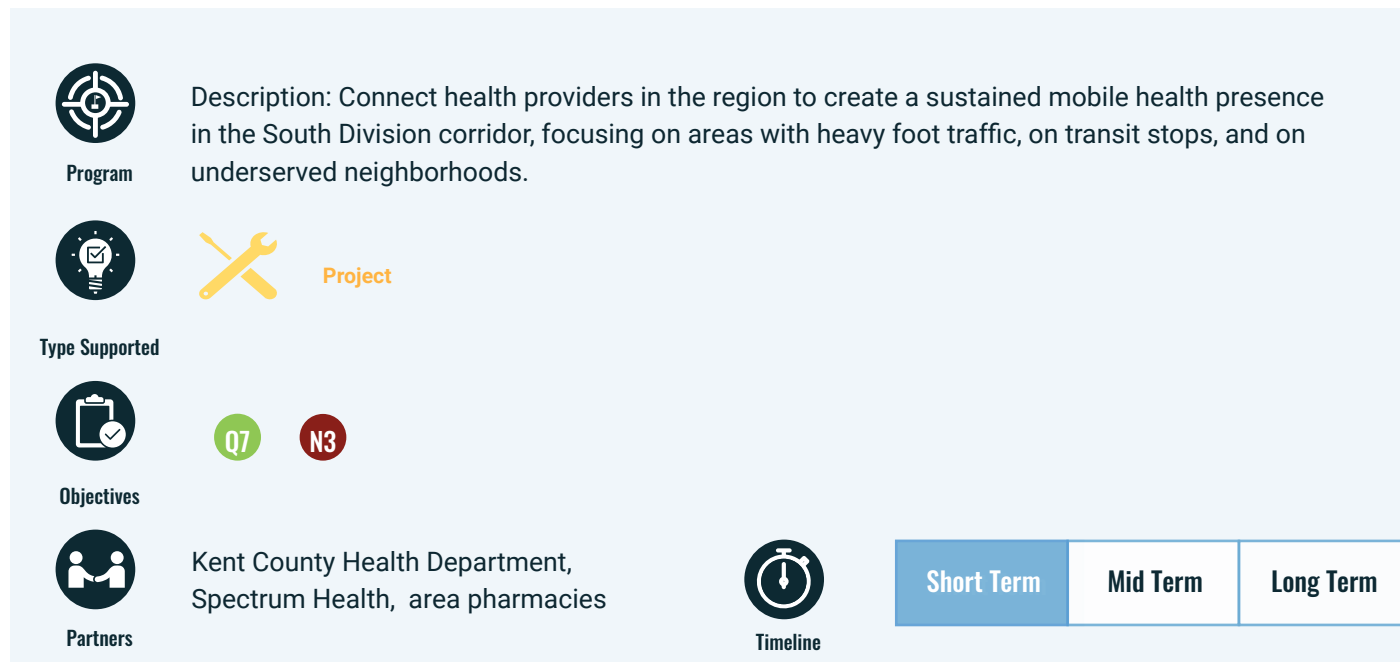 Description: Connect health providers in the region to create a sustained mobile health presence
in the South Division corridor, focusing on areas with heavy foot traffic, on transit stops, and on
underserved neighborhoods.
Program
Project
Type Supported
Q7 N3
Objectives
Kent County Health Department,
Spectrum Health, area pharmacies
Partners
Timeline
Short Term Mid Term Long Term